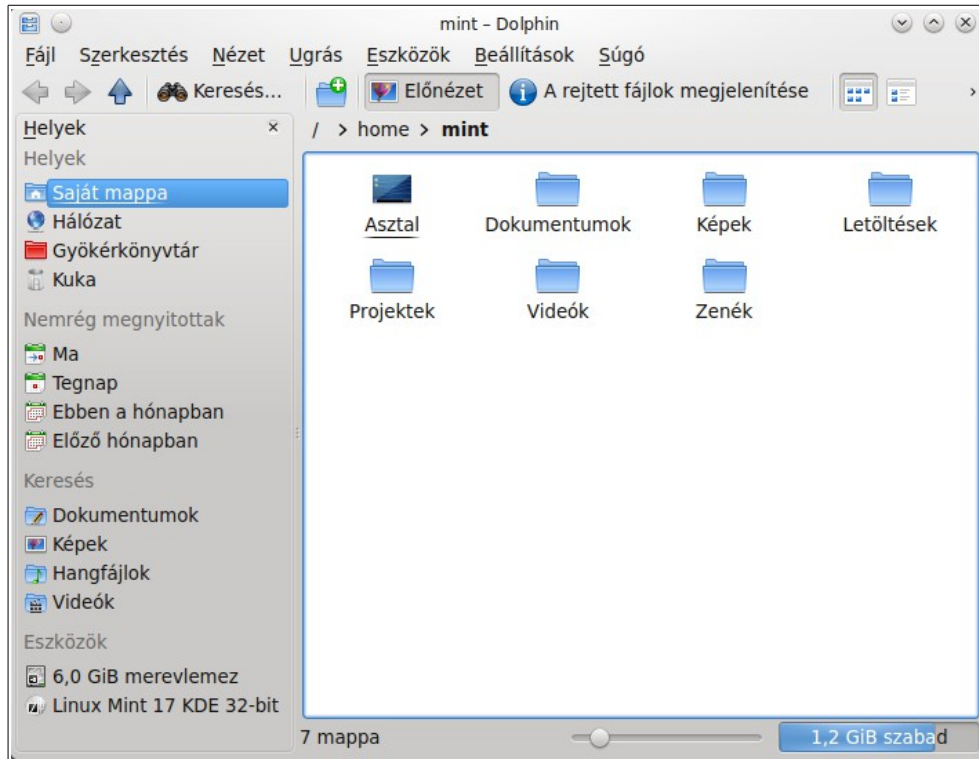 mint – Dolphin
Fájl Szerkesztés Nézet Ugrás Eszközök Beállítások Súgó
Keresés... Előnézet A rejtett fájlok megjelenítése
Helyek
/ > home > mint
Helyek
Saját mappa
Hálózat
Gyökérkönyvtár
Kuka
Nemrég megnyitottak
Ma
Tegnap
Ebben a hónapban
Előző hónapban
Keresés
Dokumentumok
Képek
Hangfájlok
Videók
Eszközök
6,0 GiB merevlemez
Linux Mint 17 KDE 32-bit
Asztal Dokumentumok Képek Letöltések
Projektek Videók Zenék
7 mappa 1,2 GiB szabad